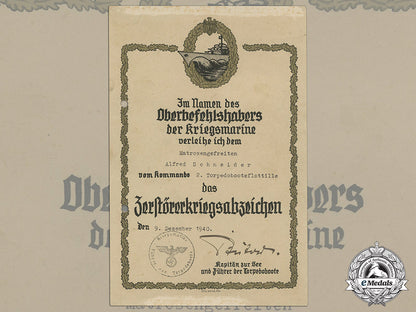 Im Namen des
Oberbefehlshabers
der Kriegsmarine
verleihe ich dem
Matrosengefreiten
Alfred Schneider
vom Kommando 2. Torpedobootsflottille
das
Zerstörerkriegsabzeichen
den 9. Dezember 1940.
Kapitän zur See
und Führer der Torpedoboote